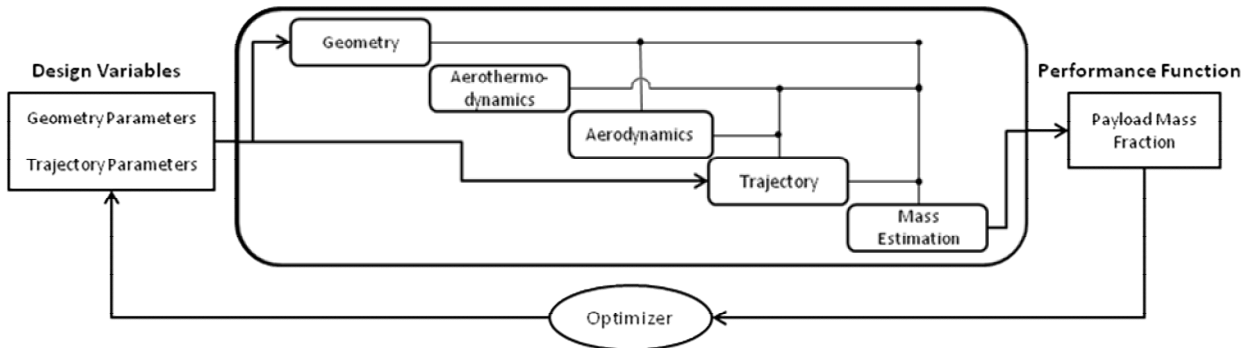 Design Variables
Geometry Parameters
Trajectory Parameters
Geometry
Aerothermo-
dynamics
Aerodynamics
Trajectory
Mass
Estimation
Performance Function
Payload Mass
Fraction
Optimizer